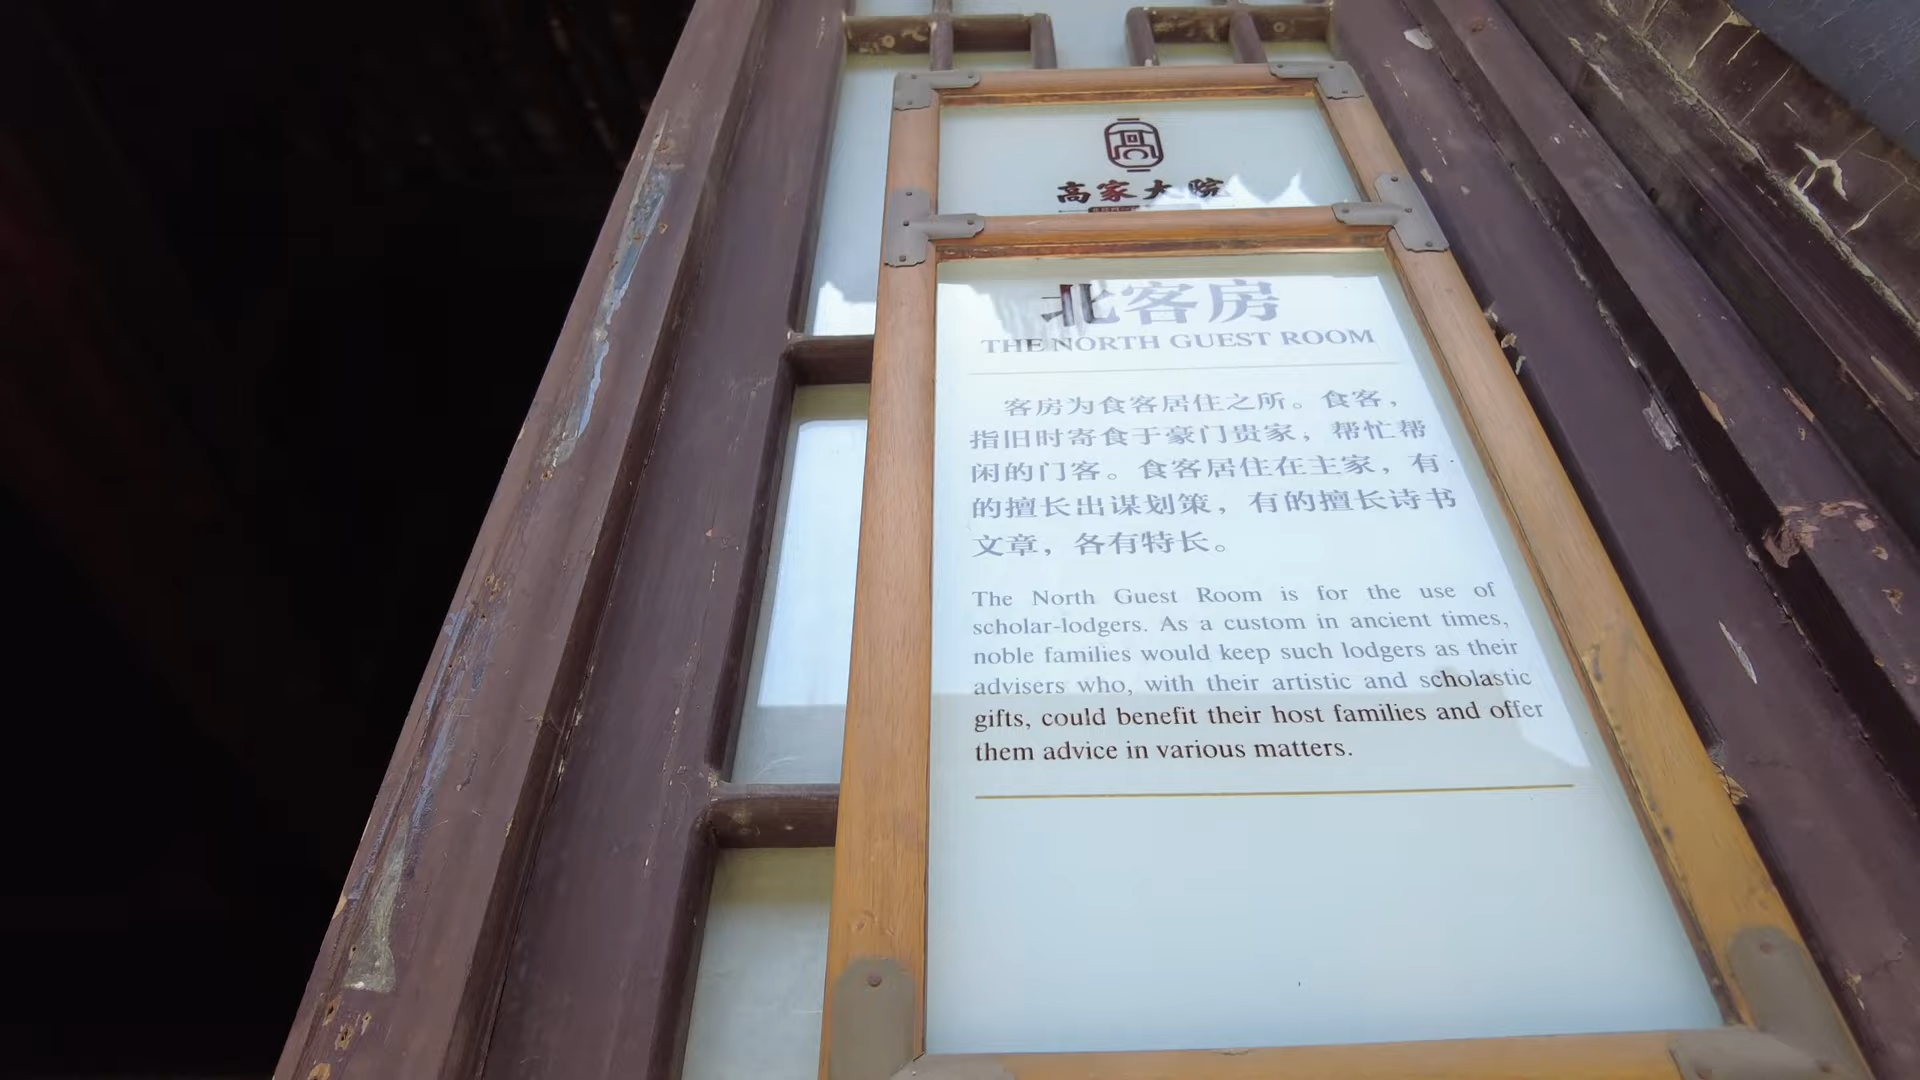 高家大院
北客房
THE NORTH GUEST ROOM
客房为食客居住之所。食客，
指旧时寄食于豪门贵家，帮忙帮
闲的门客。食客居住在主家，有
的擅长出谋划策，有的擅长诗书
文章，各有特长。
The North Guest Room is for the use of
scholar-lodgers. As a custom in ancient times,
noble families would keep such lodgers as their
advisers who, with their artistic and scholastic
gifts, could benefit their host families and offer
them advice in various matters.